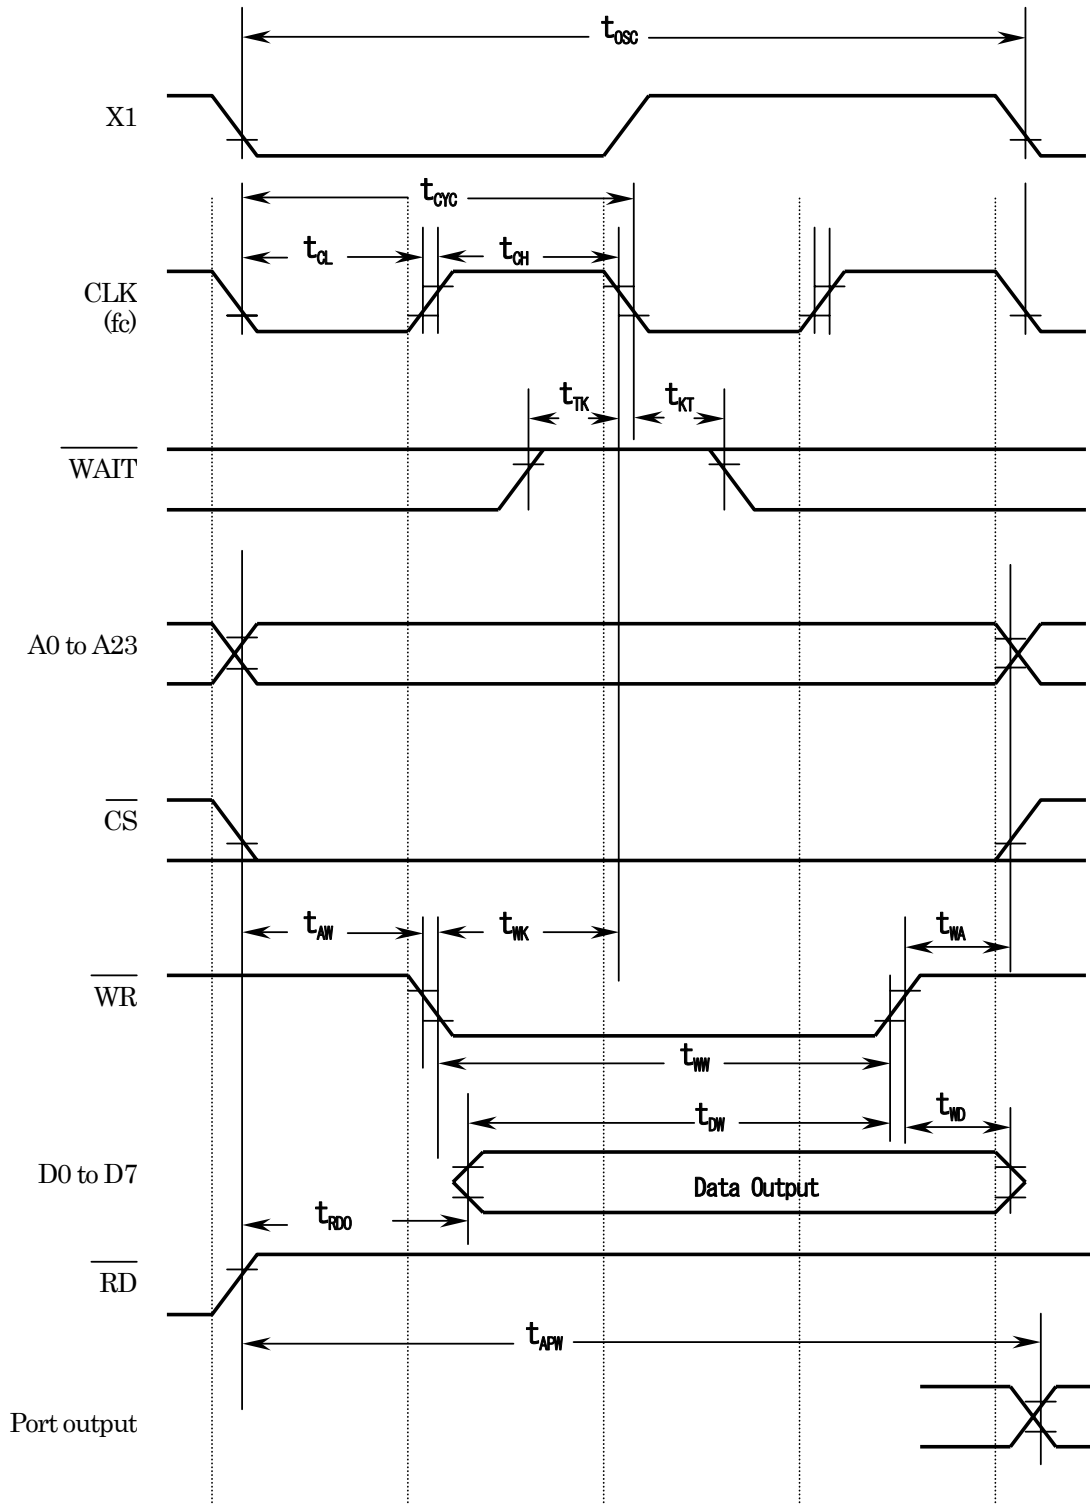 tOSC
X1
tCYC
tCL
tCH
CLK
(fc)
tTK
tKT
WAIT
A0 to A23
CS
tAW
tWK
tWA
WR
tWW
tDW
tWD
D0 to D7
Data Output
tRDO
RD
tAPW
Port output